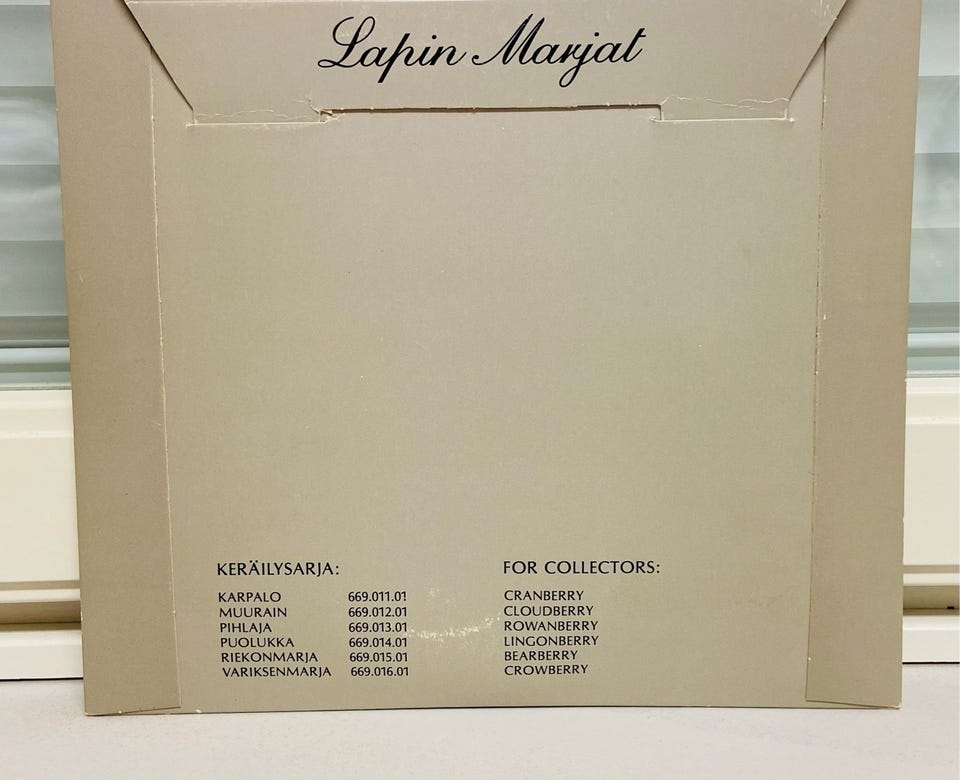 Lapin Marjat
KERÄILYSARJA: FOR COLLECTORS:
KARPALO 669.011.01 CRANBERRY
MUURAIN 669.012.01 CLOUDBERRY
PIHLAJA 669.013.01 ROWANBERRY
PUOLUKKA 669.014.01 LINGONBERRY
RIEKONMARJA 669.015.01 BEARBERRY
VARIKSENMARJA 669.016.01 CROWBERRY